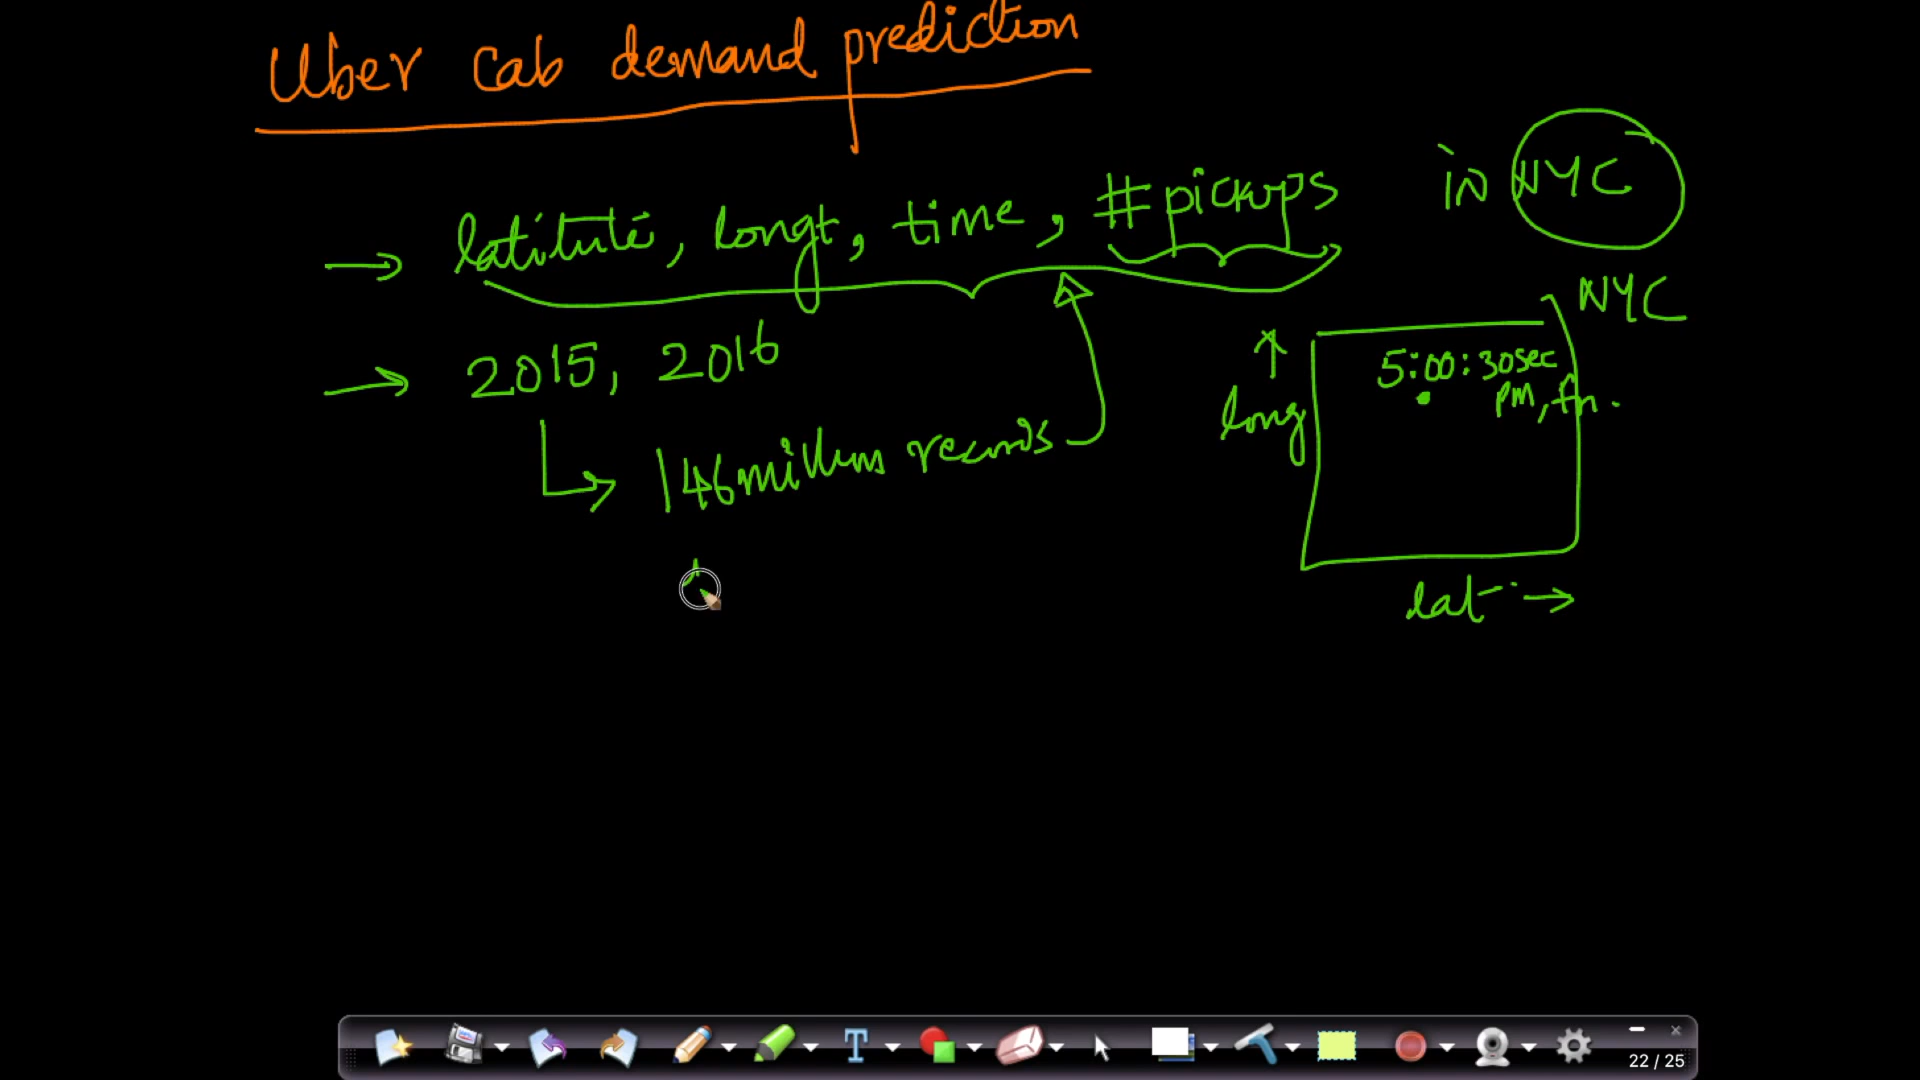 Uber cab demand prediction
in NYC
latitute, longt, time, #pickups
NYC
2015, 2016
5:00:30sec
PM, fri.
long
146 million records
lat
T
22 / 25